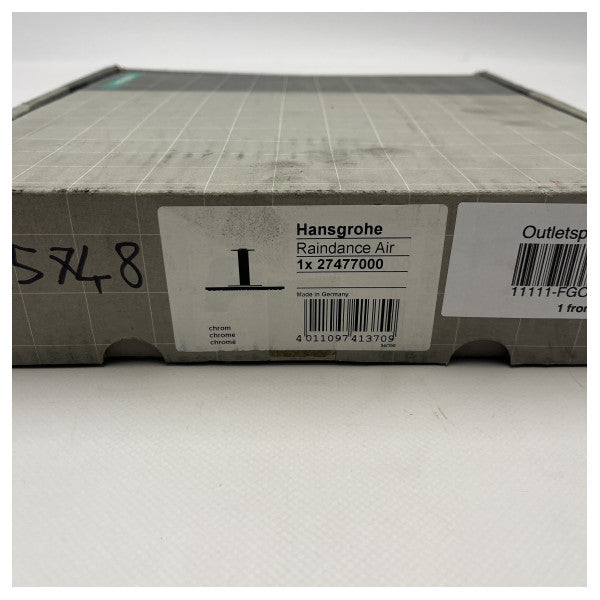 5748
Hansgrohe
Raindance Air
1x 27477000
Made in Germany
chrom
chrome
chromé
4 011097 413709
Outletsp
11111-FGC
1 fron